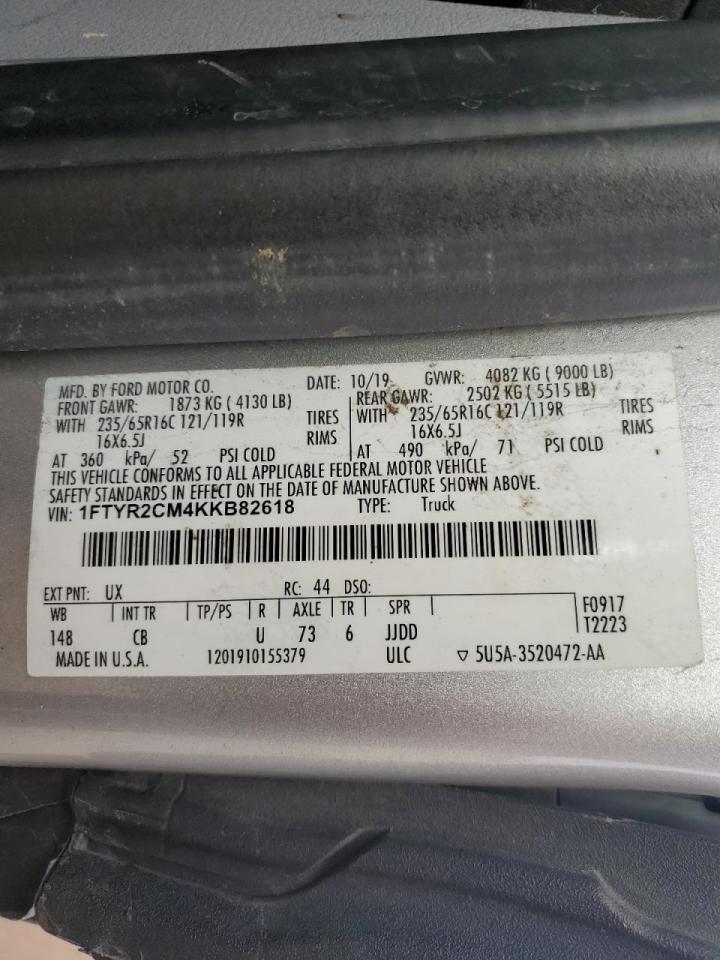 MFD. BY FORD MOTOR CO. DATE: 10/19 GVWR: 4082 KG ( 9000 LB)
FRONT GAWR: 1873 KG ( 4130 LB) REAR GAWR: 2502 KG ( 5515 LB)
WITH 235/65R16C 121/119R TIRES WITH 235/65R16C 121/119R TIRES
16X6.5J RIMS 16X6.5J RIMS
AT 360 kPa/ 52 PSI COLD AT 490 kPa/ 71 PSI COLD
THIS VEHICLE CONFORMS TO ALL APPLICABLE FEDERAL MOTOR VEHICLE
SAFETY STANDARDS IN EFFECT ON THE DATE OF MANUFACTURE SHOWN ABOVE.
VIN: 1FTYR2CM4KKB82618 TYPE: Truck
EXT PNT: UX RC: 44 DSO:
WB INT TR TP/PS R AXLE TR SPR F0917
148 CB U 73 6 JJDD T2223
MADE IN U.S.A. 1201910155379 ULC ▽ 5U5A-3520472-AA